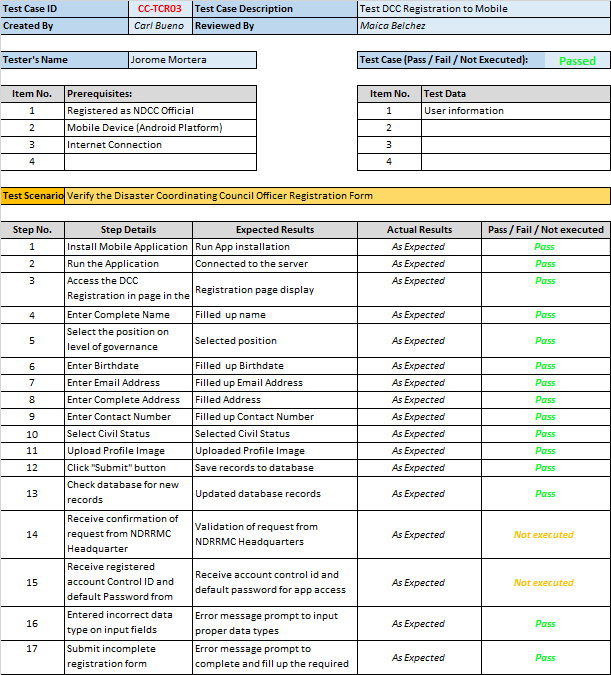 Test Case ID CC-TCR03 Test Case Description Test DCC Registration to Mobile
Created By Carl Bueno Reviewed By Maica Belchez
Tester's Name Jorome Mortera Test Case (Pass / Fail / Not Executed): Passed
Item No. Prerequisites: Item No. Test Data
1 Registered as NDCC Official 1 User information
2 Mobile Device (Android Platform) 2
3 Internet Connection 3
4 4
Test Scenario Verify the Disaster Coordinating Council Officer Registration Form
Step No. Step Details Expected Results Actual Results Pass / Fail / Not executed
1 Install Mobile Application Run App installation As Expected Pass
2 Run the Application Connected to the server As Expected Pass
3 Access the DCC As Expected Pass
Registration in page in the Registration page display
4 Enter Complete Name Filled up name As Expected Pass
Select the position on
5 level of governance Selected position As Expected Pass
6 Enter Birthdate Filled up Birthdate As Expected Pass
7 Enter Email Address Filled up Email Address As Expected Pass
8 Enter Complete Address Filled Address As Expected Pass
9 Enter Contact Number Filled up Contact Number As Expected Pass
10 Select Civil Status Selected Civil Status As Expected Pass
11 Upload Profile Image Uploaded Profile Image As Expected Pass
12 Click "Submit" button Save records to database As Expected Pass
Check database for new
13 records Updated database records As Expected Pass
Receive confirmation of Validation of request from
14 request from NDRRMC NDRRMC Headquarters As Expected Not executed
Headquarter
Receive registered
15 account Control ID and Receive account control id and As Expected Not executed
default Password from default password for app access
16 Entered incorrect data Error message prompt to input As Expected Pass
type on input fields proper data types
17 Submit incomplete Error message prompt to As Expected Pass
registration form complete and fill up the required